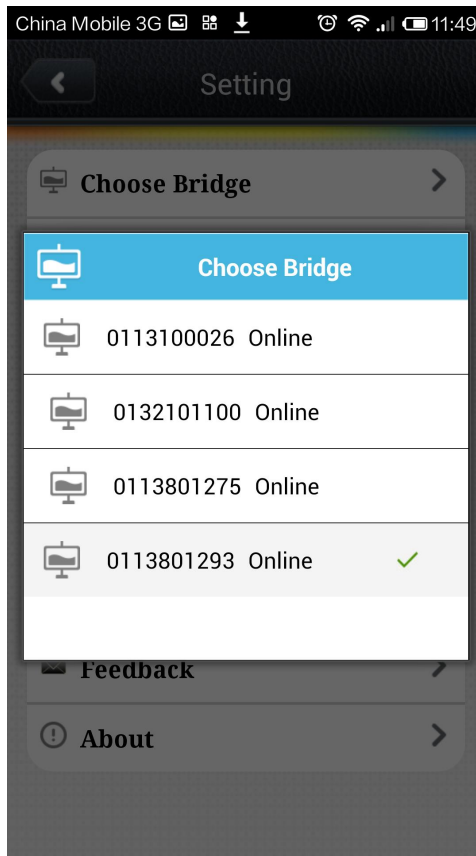 China Mobile 3G 11:49
Setting
Choose Bridge
Choose Bridge
0113100026 Online
0132101100 Online
0113801275 Online
0113801293 Online
Feedback
About